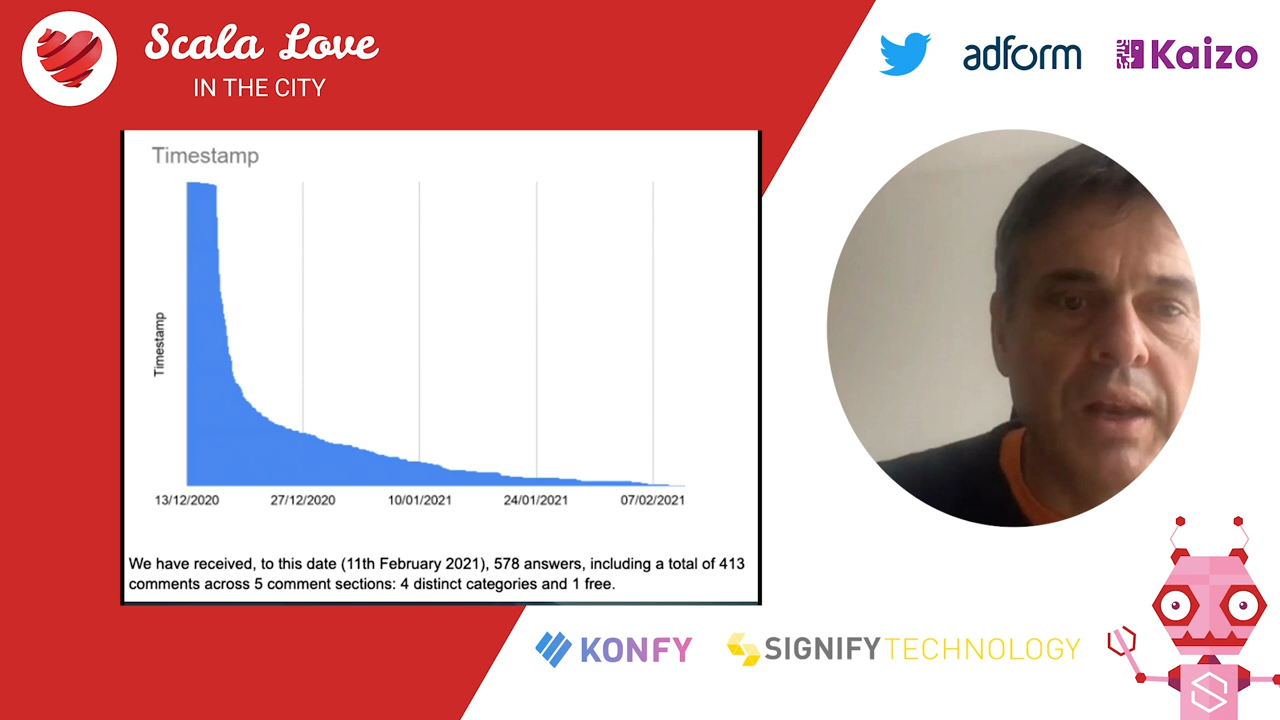 Scala Love
IN THE CITY
adform
Kaizo
Timestamp
Timestamp
13/12/2020
27/12/2020
10/01/2021
24/01/2021
07/02/2021
We have received, to this date (11th February 2021), 578 answers, including a total of 413
comments across 5 comment sections: 4 distinct categories and 1 free.
KONFY
SIGNIFYTECHNOLOGY
S